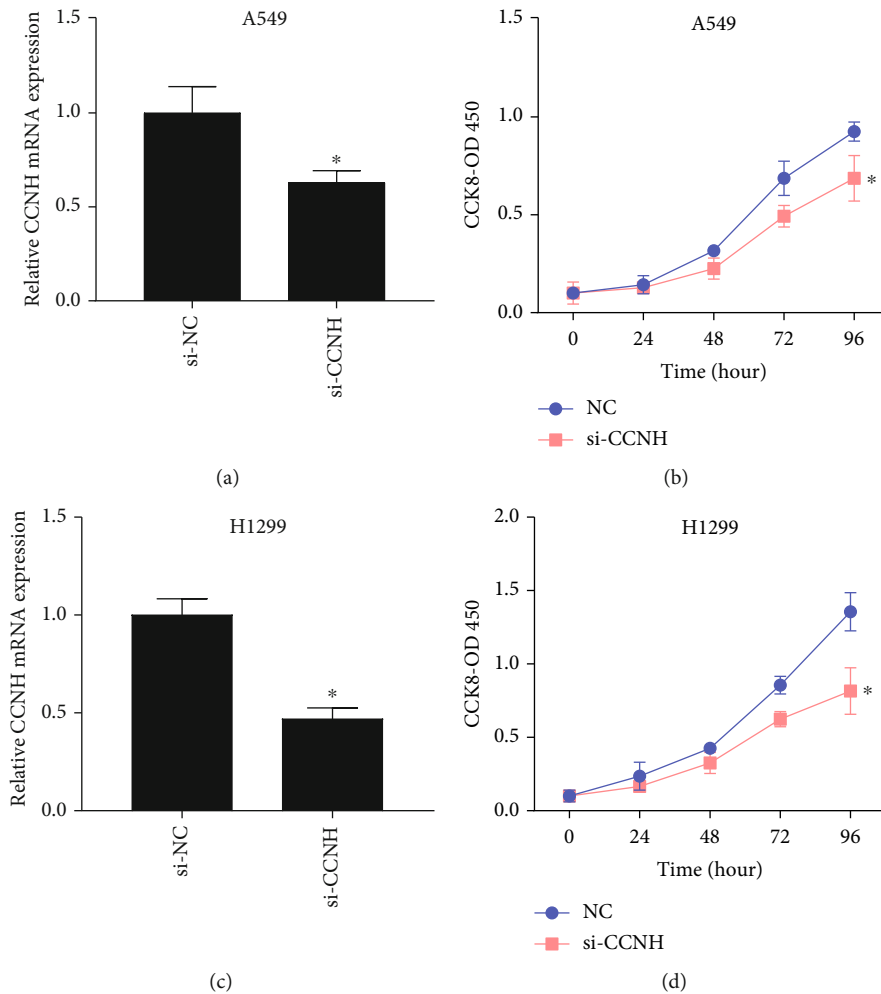 A549
Relative CCNH mRNA expression
1.5
1.0
0.5
0.0
*
si-NC
si-CCNH
(a)
A549
CCK8-OD 450
1.5
1.0
0.5
0.0
*
0 24 48 72 96
Time (hour)
NC
si-CCNH
(b)
H1299
Relative CCNH mRNA expression
1.5
1.0
0.5
0.0
*
si-NC
si-CCNH
(c)
H1299
CCK8-OD 450
2.0
1.5
1.0
0.5
0.0
*
0 24 48 72 96
Time (hour)
NC
si-CCNH
(d)